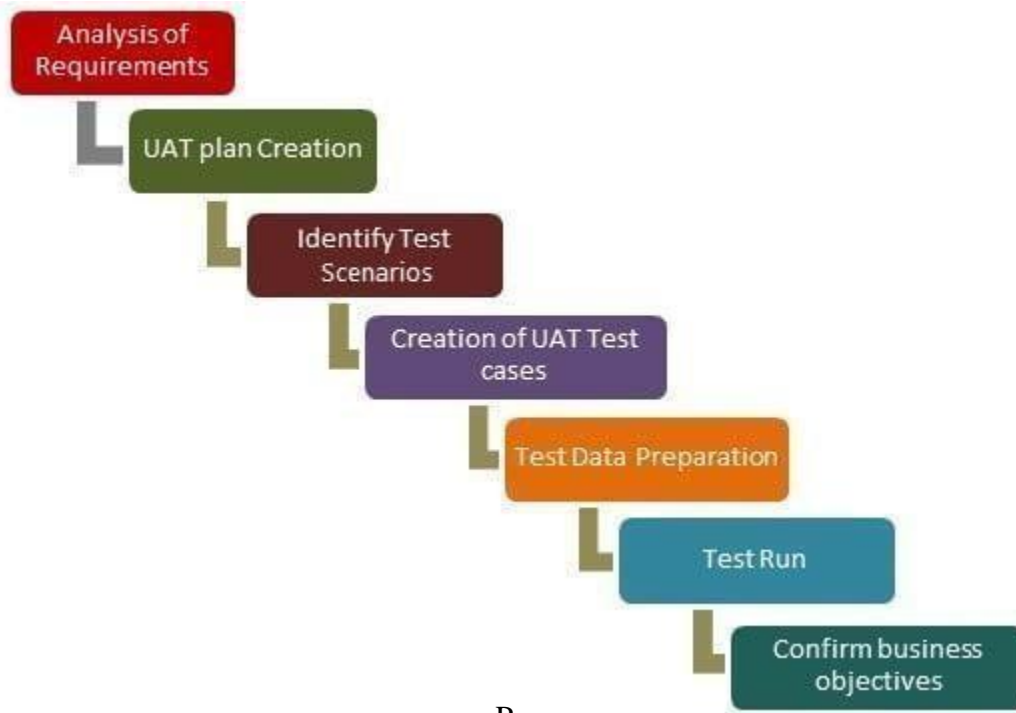 Analysis of
Requirements
UAT plan Creation
Identify Test
Scenarios
Creation of UAT Test
cases
Test Data Preparation
Test Run
Confirm business
objectives